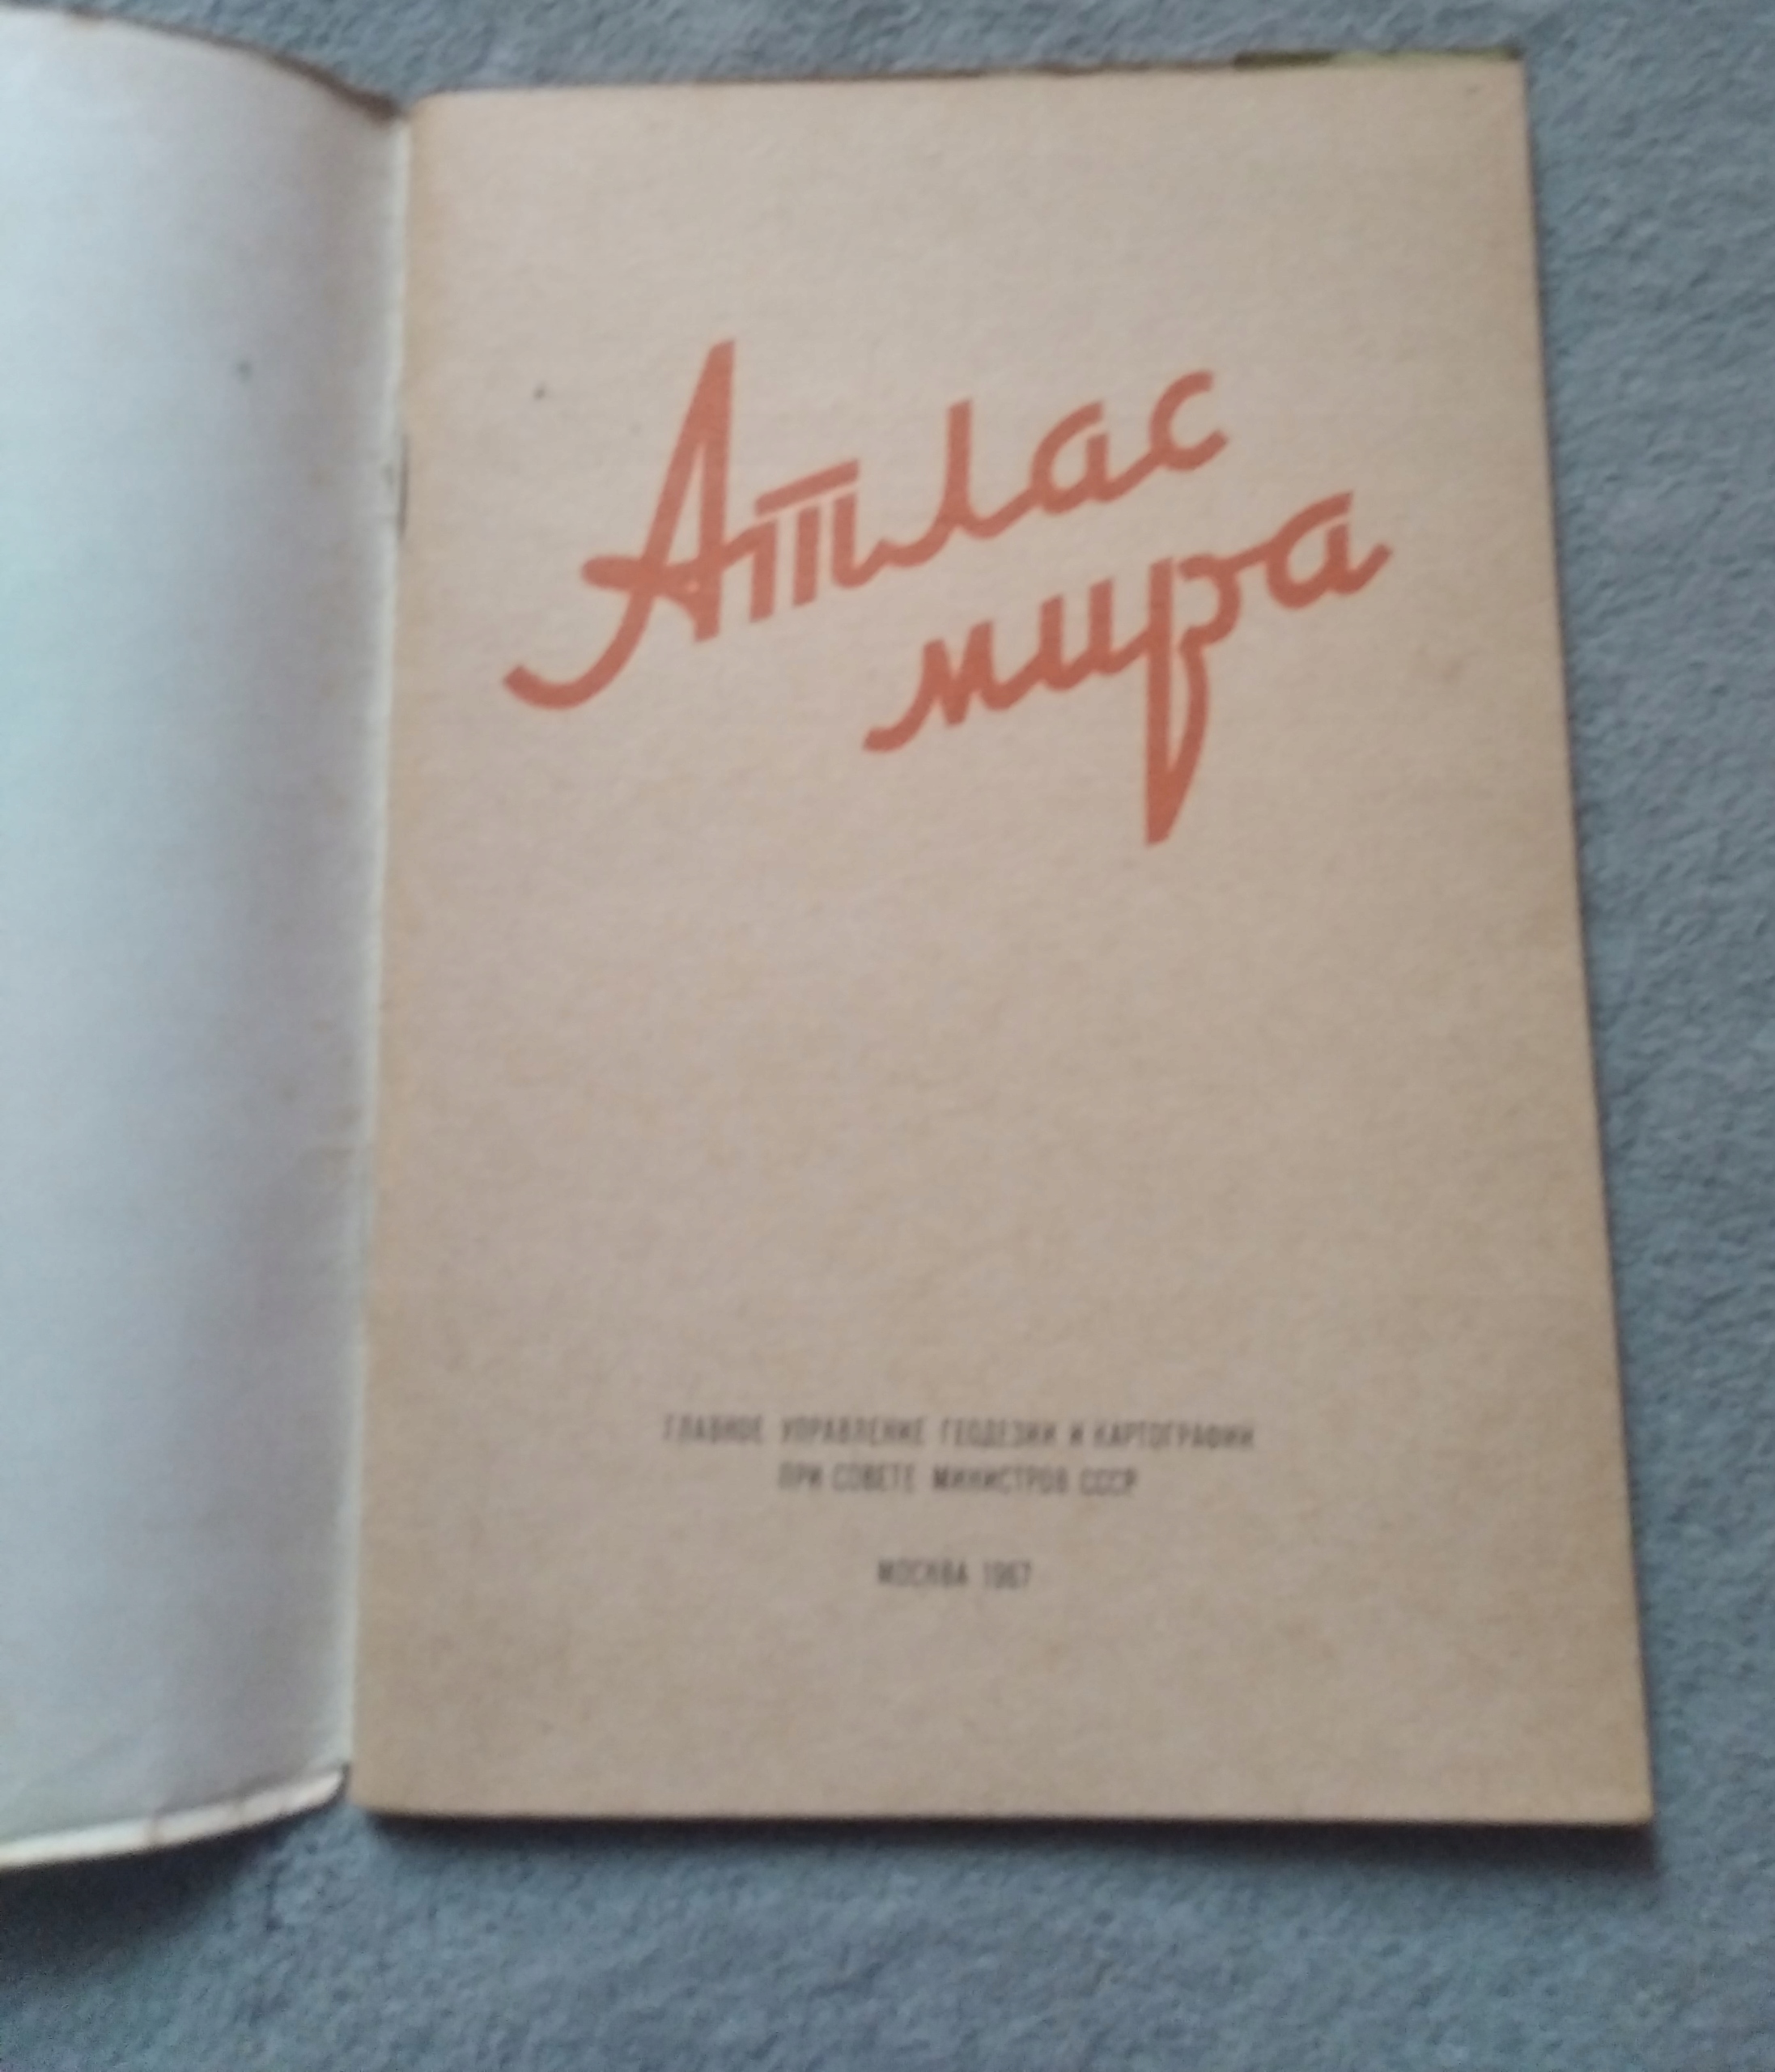 Атлас
мира
ГЛАВНОЕ УПРАВЛЕНИЕ ГЕОДЕЗИИ И КАРТОГРАФИИ
ПРИ СОВЕТЕ МИНИСТРОВ СССР
МОСКВА 1967